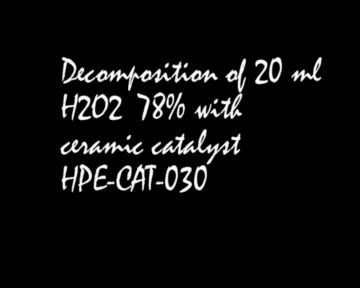 Decomposition of 20 ml
H2O2 78% with
ceramic catalyst
HPE-CAT-030